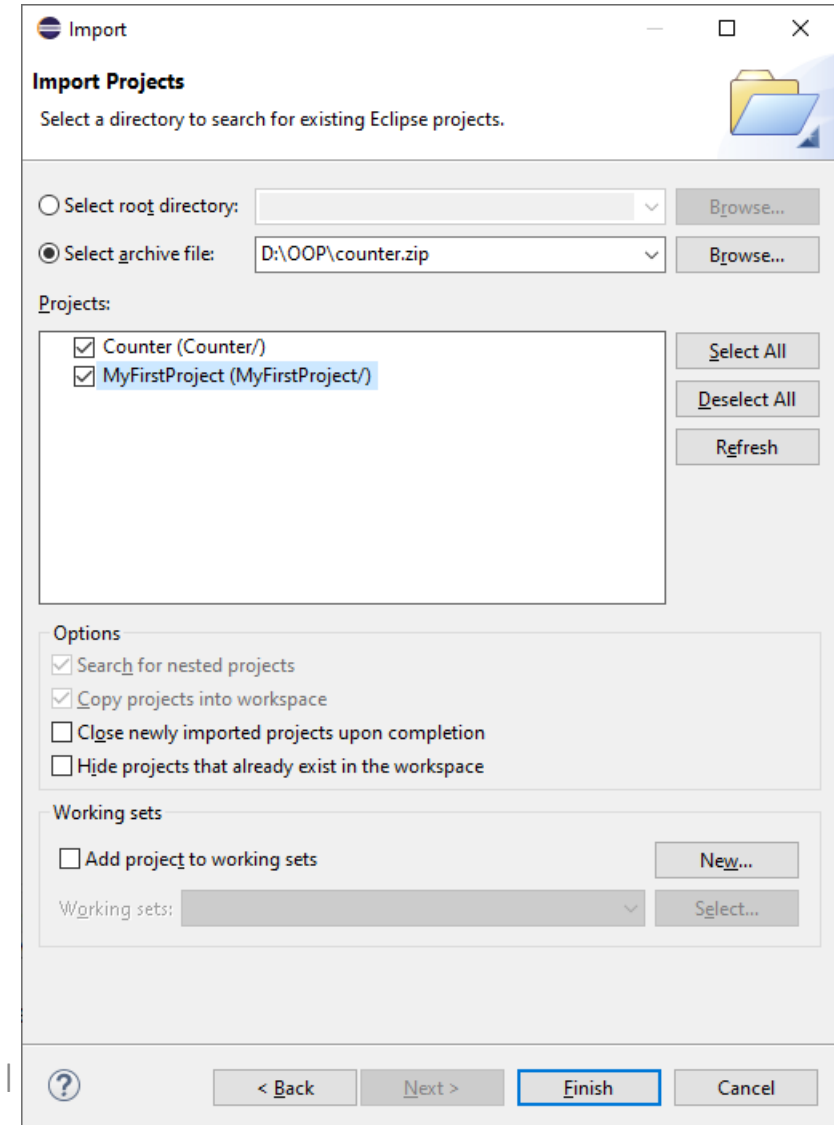 Import
Import Projects
Select a directory to search for existing Eclipse projects.
Select root directory:
Browse...
Select archive file:
D:\OOP\counter.zip
Browse...
Projects:
Counter (Counter/)
MyFirstProject (MyFirstProject/)
Select All
Deselect All
Refresh
Options
Search for nested projects
Copy projects into workspace
Close newly imported projects upon completion
Hide projects that already exist in the workspace
Working sets
Add project to working sets
New...
Working sets:
Select...
?
< Back
Next >
Finish
Cancel